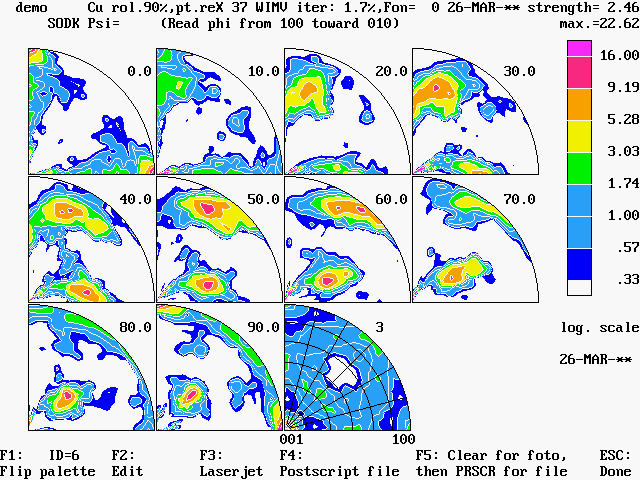 demo Cu rol.90%,pt.reX 37 WIMV iter: 1.7%,Fon= 0 26-MAR-** strength= 2.46
SODK Psi= (Read phi from 100 toward 010) max.=22.62
0.0 10.0 20.0 30.0
16.00
9.19
5.28
3.03
1.74
1.00
.57
.33
40.0 50.0 60.0 70.0
80.0 90.0 3
log. scale
26-MAR-**
001 100
F1: ID=6 F2: F3: F4: F5: Clear for foto, ESC:
Flip palette Edit Laserjet Postscript file then PRSCR for file Done